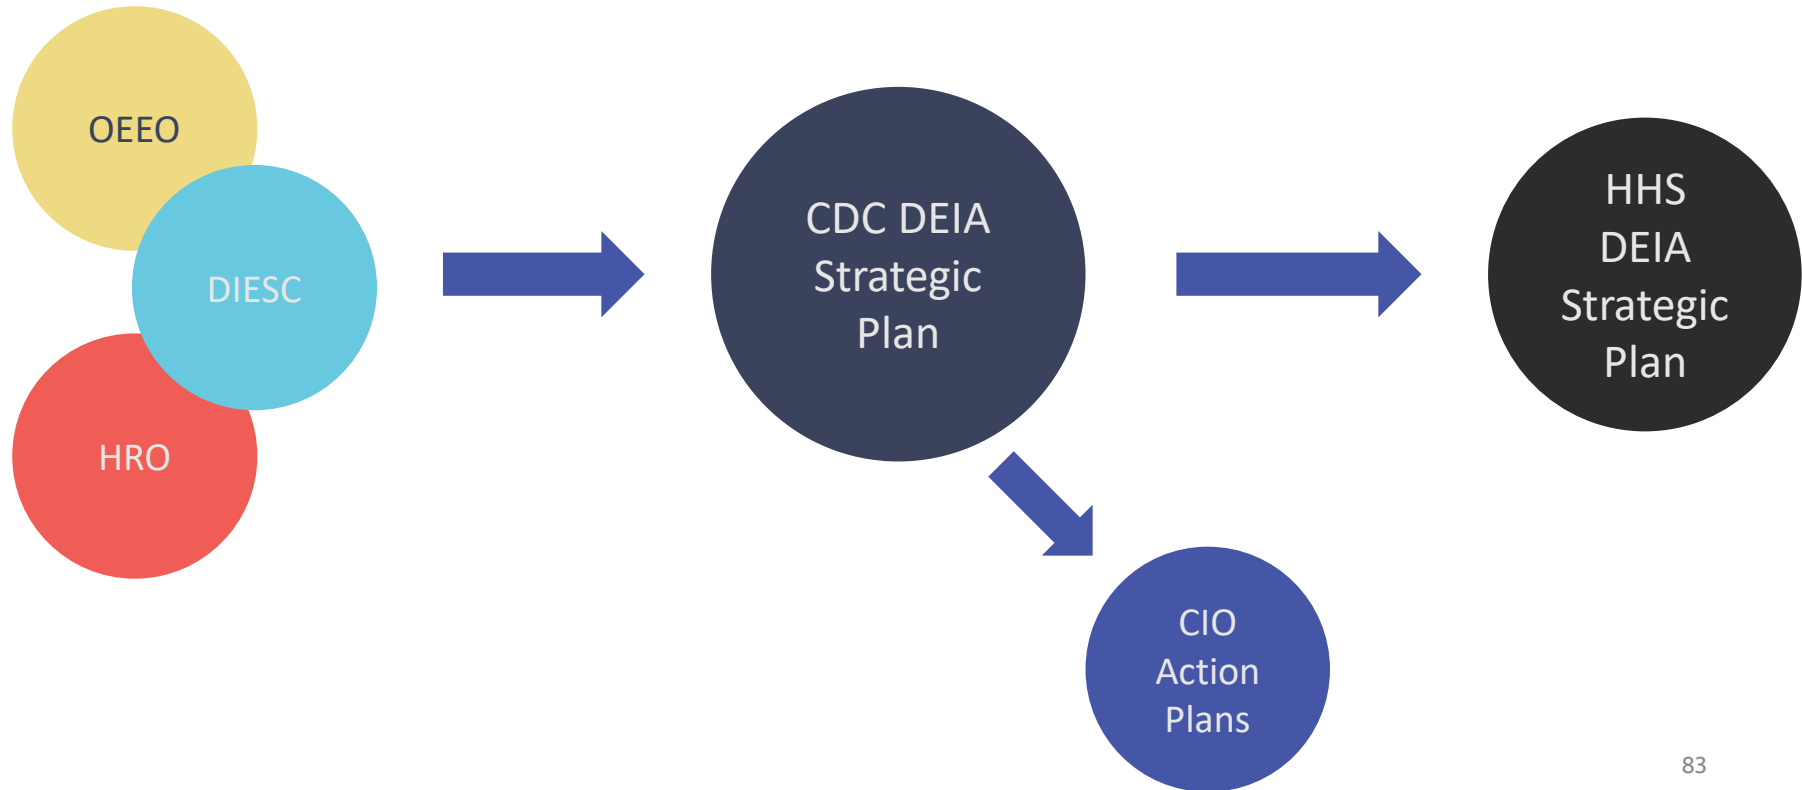 OEEO
DIESC
HRO
CDC DEIA
Strategic
Plan
HHS
DEIA
Strategic
Plan
CIO
Action
Plans
83